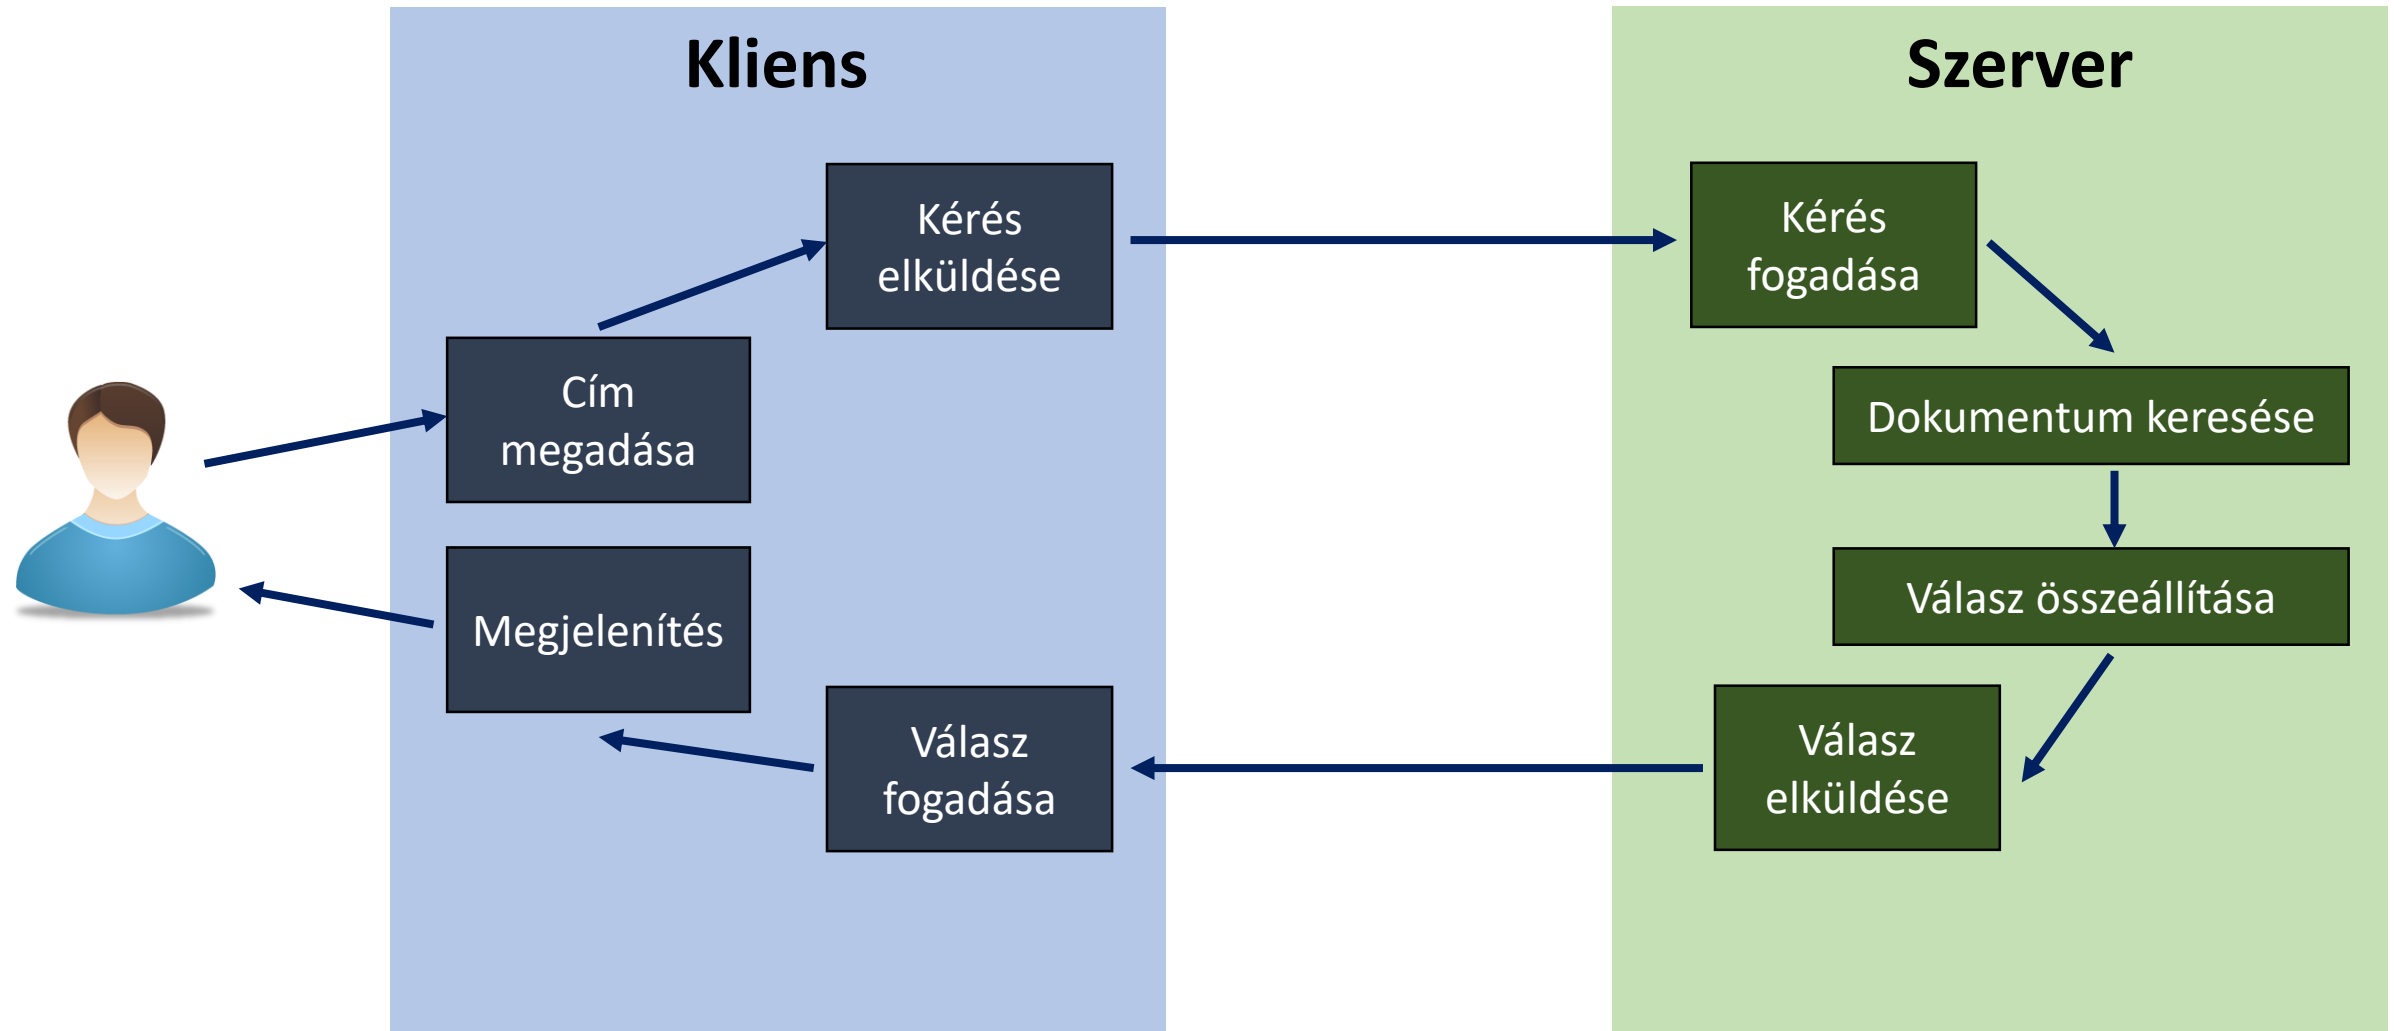 Kliens
Szerver
Kérés
elküldése
Kérés
fogadása
Cím
megadása
Dokumentum keresése
Megjelenítés
Válasz összeállítása
Válasz
fogadása
Válasz
elküldése